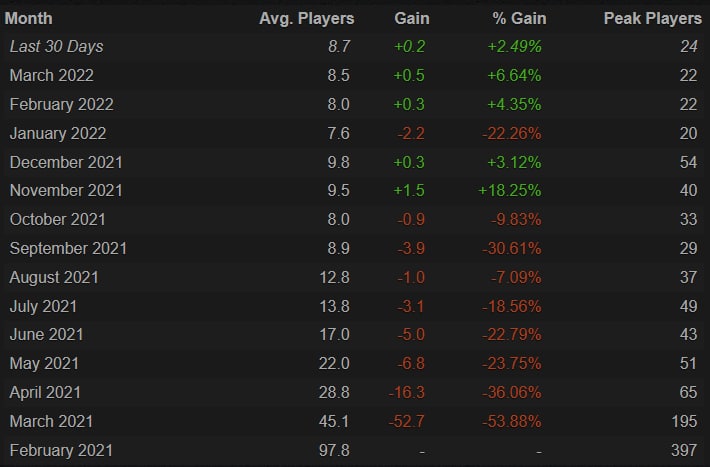 Month Avg. Players Gain % Gain Peak Players
Last 30 Days 8.7 +0.2 +2.49% 24
March 2022 8.5 +0.5 +6.64% 22
February 2022 8.0 +0.3 +4.35% 22
January 2022 7.6 -2.2 -22.26% 20
December 2021 9.8 +0.3 +3.12% 54
November 2021 9.5 +1.5 +18.25% 40
October 2021 8.0 -0.9 -9.83% 33
September 2021 8.9 -3.9 -30.61% 29
August 2021 12.8 -1.0 -7.09% 37
July 2021 13.8 -3.1 -18.56% 49
June 2021 17.0 -5.0 -22.79% 43
May 2021 22.0 -6.8 -23.75% 51
April 2021 28.8 -16.3 -36.06% 65
March 2021 45.1 -52.7 -53.88% 195
February 2021 97.8 - - 397